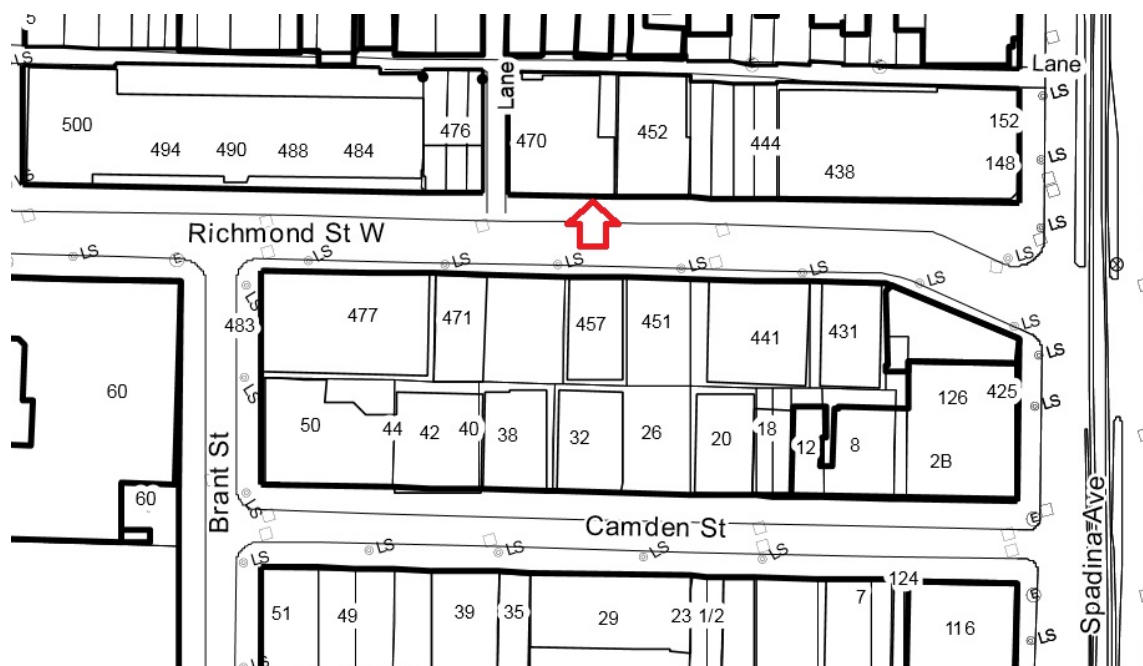 5
LS
Lane
Lane
LS
500
494
490
488
484
476
470
452
444
438
152
148
LS
LS
Richmond St W
LS
LS
LS
LS
LS
LS
LS
LS
E
LS
483
477
471
457
451
441
431
LS
LS
60
50
44
42
40
38
32
26
20
18
12
8
126
425
2B
LS
LS
60
Brant St
LS
Camden St
E
Spadina Ave
LS
LS
LS
LS
LS
51
49
39
35
29
23 1/2
7
124
116
E
LS
LS